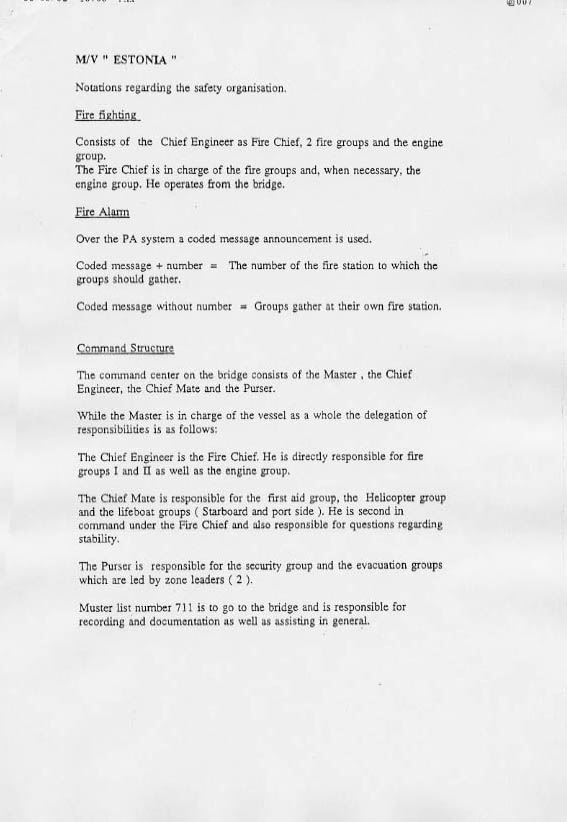 M/V " ESTONIA "
Notations regarding the safety organisation.
Fire fighting
Consists of the Chief Engineer as Fire Chief, 2 fire groups and the engine
group.
The Fire Chief is in charge of the fire groups and, when necessary, the
engine group. He operates from the bridge.
Fire Alarm
Over the PA system a coded message announcement is used.
Coded message + number = The number of the fire station to which the
groups should gather.
Coded message without number = Groups gather at their own fire station.
Command Structure
The command center on the bridge consists of the Master , the Chief
Engineer, the Chief Mate and the Purser.
While the Master is in charge of the vessel as a whole the delegation of
responsibilities is as follows:
The Chief Engineer is the Fire Chief. He is directly responsible for fire
groups I and II as well as the engine group.
The Chief Mate is responsible for the first aid group, the Helicopter group
and the lifeboat groups ( Starboard and port side ). He is second in
command under the Fire Chief and also responsible for questions regarding
stability.
The Purser is responsible for the security group and the evacuation groups
which are led by zone leaders ( 2 ).
Muster list number 711 is to go to the bridge and is responsible for
recording and documentation as well as assisting in general.